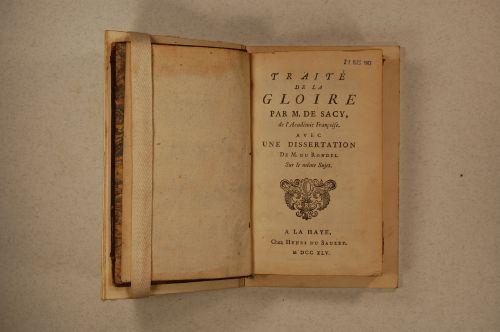 TRAITÉ
DE LA
GLOIRE
PAR M. DE SACY,
de l'Académie Françoise.
AVEC
UNE DISSERTATION
DE M. DU RONDEL
Sur le même Sujet.
A LA HAYE,
Chez HENRI DU SAUZET.
M DCC XLV.